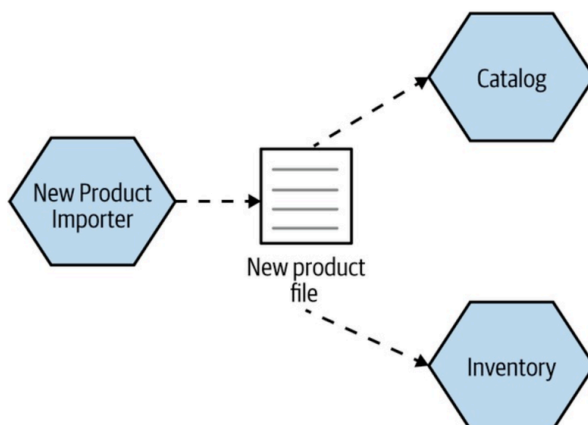 Catalog
New Product
Importer
New product
file
Inventory